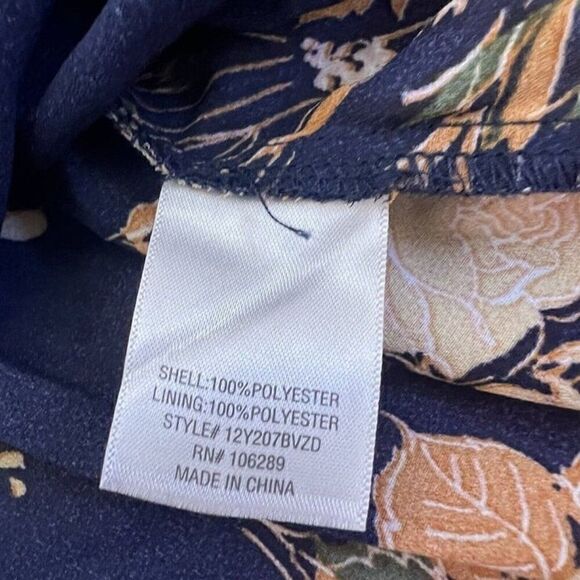 SHELL:100%POLYESTER
LINING:100%POLYESTER
STYLE# 12Y207BVZD
RN# 106289
MADE IN CHINA